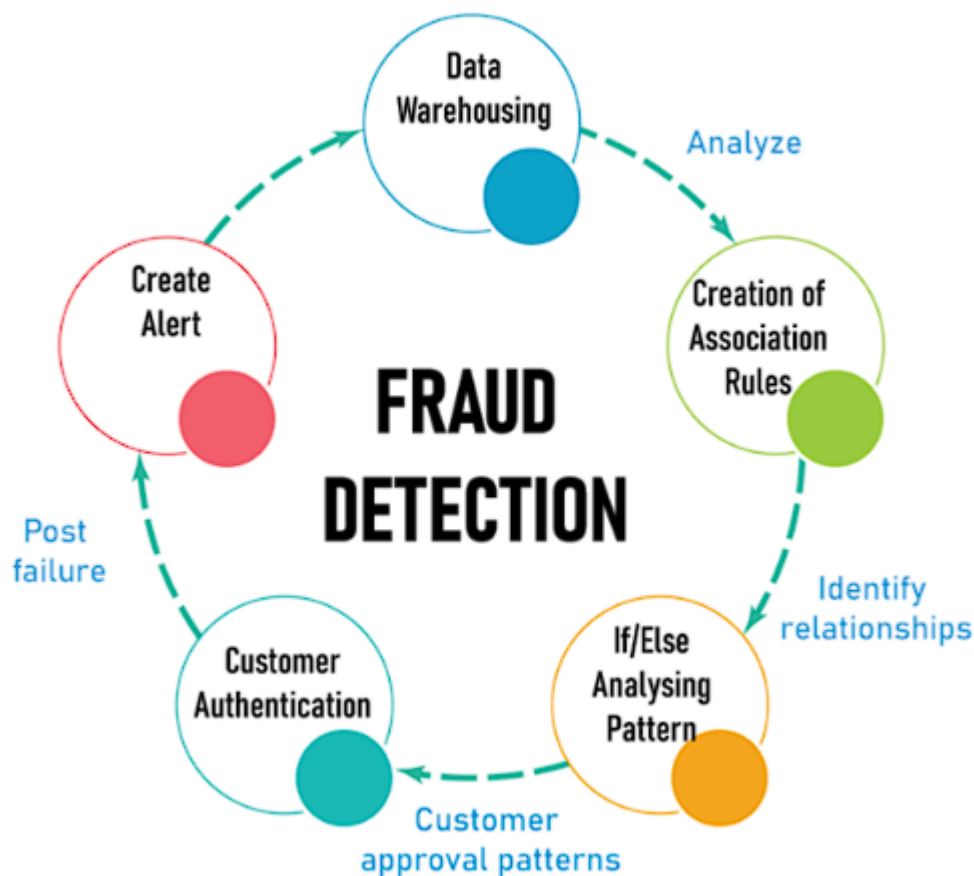 Data
Warehousing
Analyze
Create
Alert
Creation of
Association
Rules
FRAUD
DETECTION
Post
failure
Identify
relationships
Customer
Authentication
If/Else
Analysing
Pattern
Customer
approval patterns